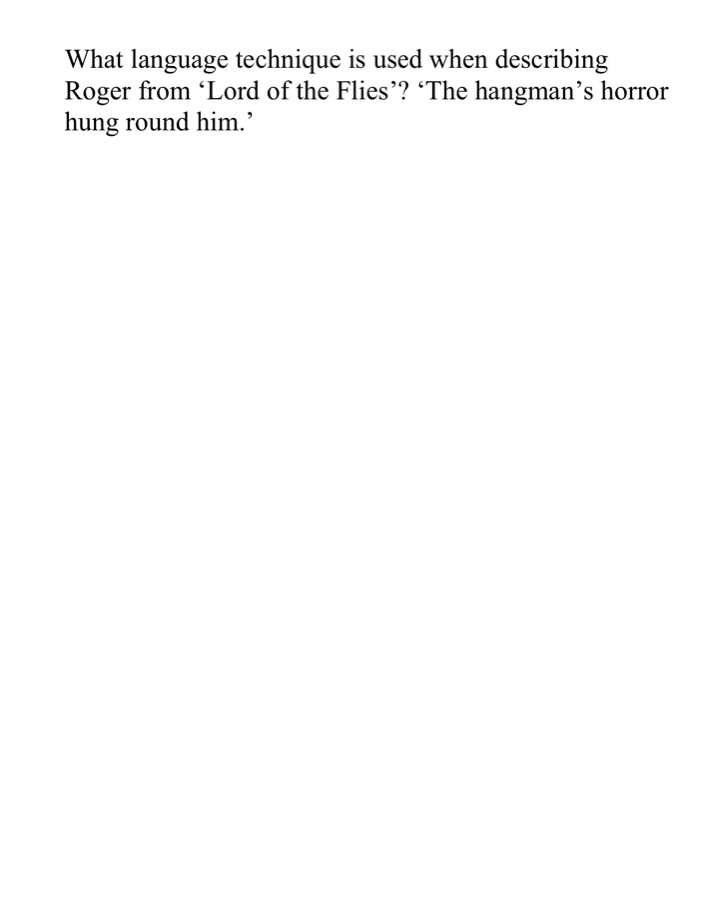 What language technique is used when describing
Roger from ‘Lord of the Flies’? ‘The hangman’s horror
hung round him.’